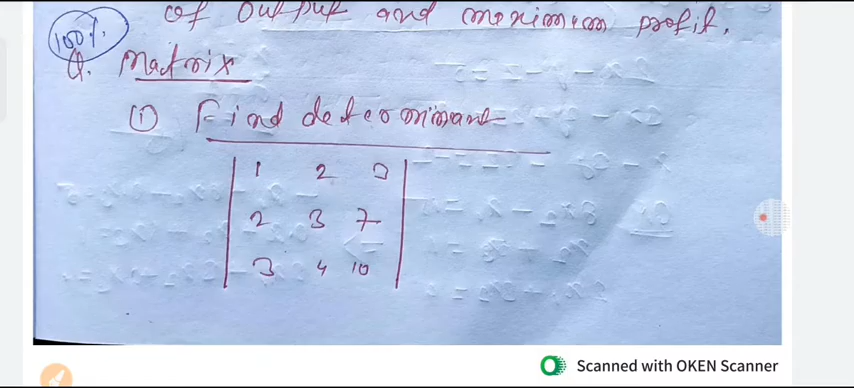 of output and maximum profit.
100%
Q. Matrix
① Find determinant
1 2 3
2 3 7
3 4 10
Scanned with OKEN Scanner